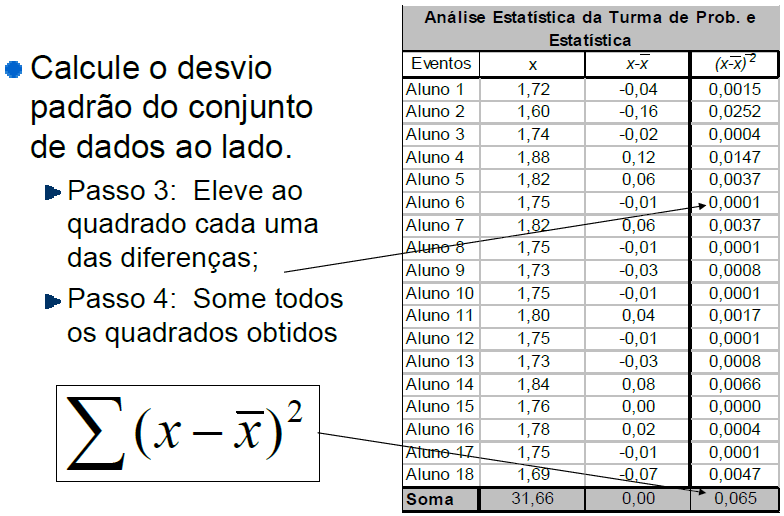 Calcule o desvio
padrão do conjunto
de dados ao lado.
Passo 3: Eleve ao
quadrado cada uma
das diferenças;
Passo 4: Some todos
os quadrados obtidos
∑(x − x̅)²
Análise Estatística da Turma de Prob. e
Estatística
Eventos x x-x̅ (x-x̅)²
Aluno 1 1,72 -0,04 0,0015
Aluno 2 1,60 -0,16 0,0252
Aluno 3 1,74 -0,02 0,0004
Aluno 4 1,88 0,12 0,0147
Aluno 5 1,82 0,06 0,0037
Aluno 6 1,75 -0,01 0,0001
Aluno 7 1,82 0,06 0,0037
Aluno 8 1,75 -0,01 0,0001
Aluno 9 1,73 -0,03 0,0008
Aluno 10 1,75 -0,01 0,0001
Aluno 11 1,80 0,04 0,0017
Aluno 12 1,75 -0,01 0,0001
Aluno 13 1,73 -0,03 0,0008
Aluno 14 1,84 0,08 0,0066
Aluno 15 1,76 0,00 0,0000
Aluno 16 1,78 0,02 0,0004
Aluno 17 1,75 -0,01 0,0001
Aluno 18 1,69 -0,07 0,0047
Soma 31,66 0,00 0,065